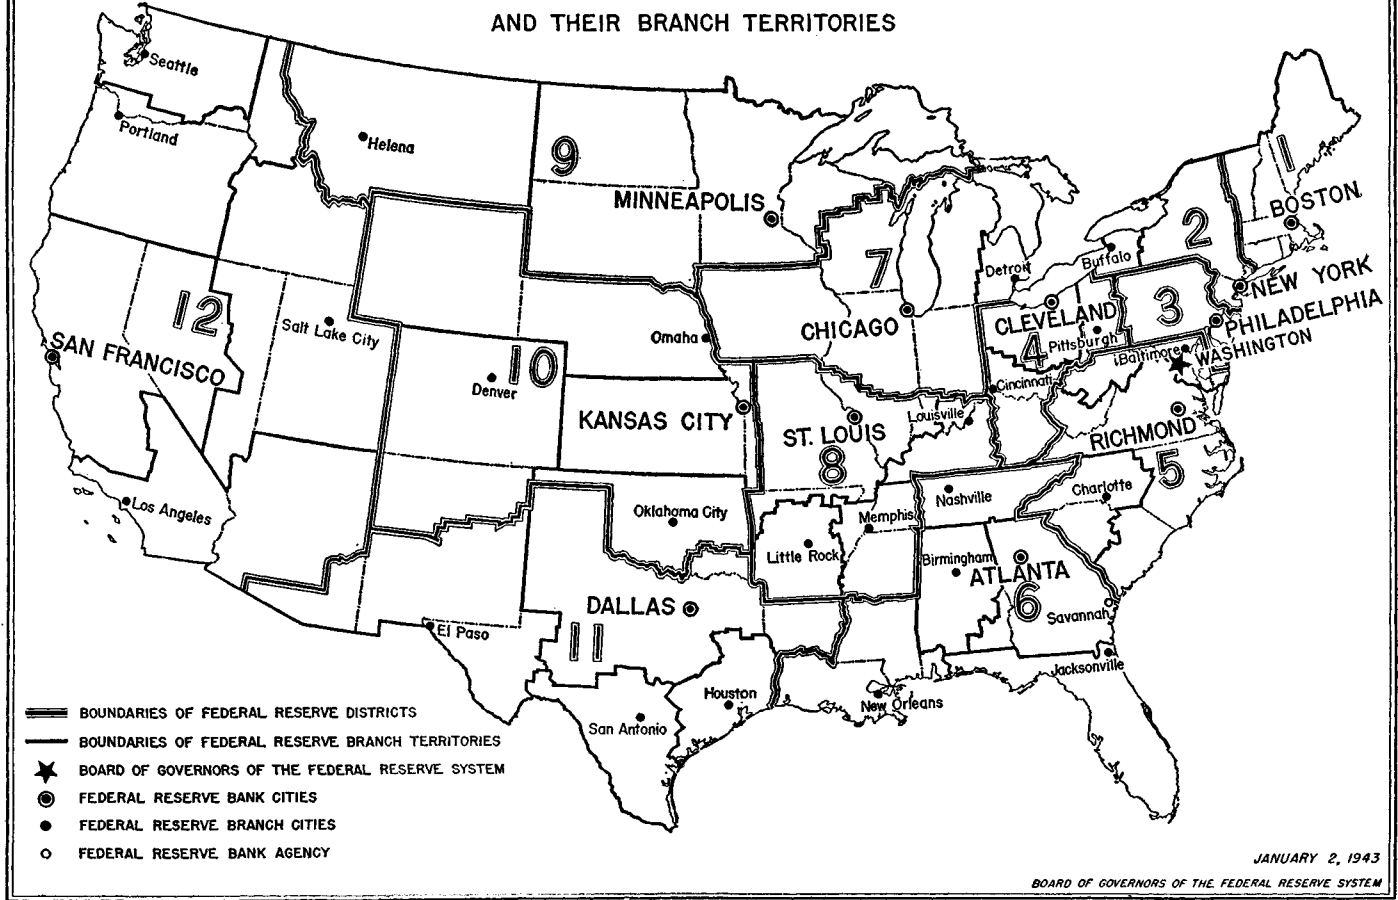 AND THEIR BRANCH TERRITORIES
Seattle
Portland
Helena
9
MINNEAPOLIS
1
BOSTON
2
Buffalo
NEW YORK
7
Detroit
12
Salt Lake City
SAN FRANCISCO
Omaha
CHICAGO
CLEVELAND
4
Pittsburgh
3
PHILADELPHIA
Baltimore
WASHINGTON
10
Denver
Cincinnati
KANSAS CITY
ST. LOUIS
8
Louisville
RICHMOND
5
Los Angeles
Oklahoma City
Nashville
Charlotte
Memphis
Little Rock
Birmingham
ATLANTA
6
Savannah
DALLAS
11
El Paso
Jacksonville
Houston
New Orleans
San Antonio
BOUNDARIES OF FEDERAL RESERVE DISTRICTS
BOUNDARIES OF FEDERAL RESERVE BRANCH TERRITORIES
BOARD OF GOVERNORS OF THE FEDERAL RESERVE SYSTEM
FEDERAL RESERVE BANK CITIES
FEDERAL RESERVE BRANCH CITIES
FEDERAL RESERVE BANK AGENCY
JANUARY 2, 1943
BOARD OF GOVERNORS OF THE FEDERAL RESERVE SYSTEM